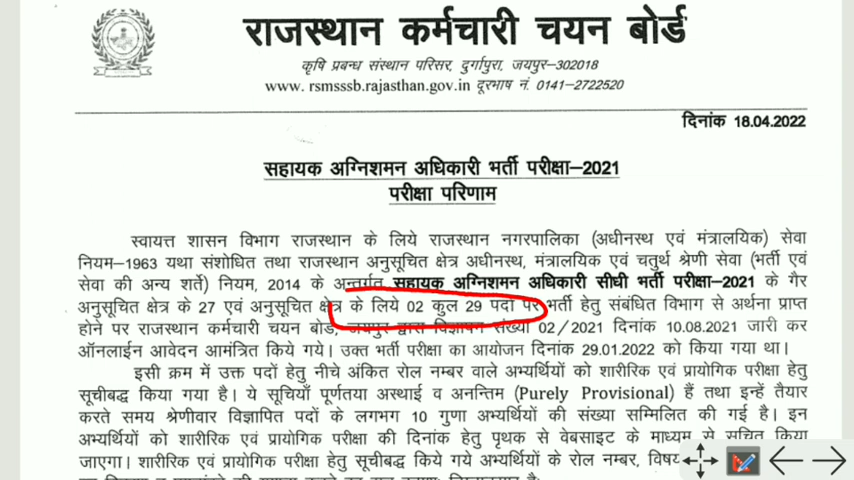 राजस्थान कर्मचारी चयन बोर्ड
कृषि प्रबन्ध संस्थान परिसर, दुर्गापुरा, जयपुर–302018
www. rsmsssb.rajasthan.gov.in दूरभाष नं. 0141-2722520
दिनांक 18.04.2022
सहायक अग्निशमन अधिकारी भर्ती परीक्षा–2021
परीक्षा परिणाम
स्वायत्त शासन विभाग राजस्थान के लिये राजस्थान नगरपालिका (अधीनस्थ एवं मंत्रालयिक) सेवा
नियम–1963 यथा संशोधित तथा राजस्थान अनुसूचित क्षेत्र अधीनस्थ, मंत्रालयिक एवं चतुर्थ श्रेणी सेवा (भर्ती एवं
सेवा की अन्य शर्ते) नियम, 2014 के अन्तर्गत सहायक अग्निशमन अधिकारी सीधी भर्ती परीक्षा–2021 के गैर
अनुसूचित क्षेत्र के 27 एवं अनुसूचित क्षेत्र के लिये 02 कुल 29 पदों पर भर्ती हेतु संबंधित विभाग से अर्थना प्राप्त
होने पर राजस्थान कर्मचारी चयन बोर्ड, जयपुर द्वारा विज्ञापन संख्या 02/2021 दिनांक 10.08.2021 जारी कर
ऑनलाईन आवेदन आमंत्रित किये गये। उक्त भर्ती परीक्षा का आयोजन दिनांक 29.01.2022 को किया गया था।
इसी क्रम में उक्त पदों हेतु नीचे अंकित रोल नम्बर वाले अभ्यर्थियों को शारीरिक एवं प्रायोगिक परीक्षा हेतु
सूचीबद्ध किया गया है। ये सूचियाँ पूर्णतया अस्थाई व अनन्तिम (Purely Provisional) हैं तथा इन्हें तैयार
करते समय श्रेणीवार विज्ञापित पदों के लगभग 10 गुणा अभ्यर्थियों की संख्या सम्मिलित की गई है। इन
अभ्यर्थियों को शारीरिक एवं प्रायोगिक परीक्षा की दिनांक हेतु पृथक से वेबसाइट के माध्यम से सूचित किया
जाएगा। शारीरिक एवं प्रायोगिक परीक्षा हेतु सूचीबद्ध किये गये अभ्यर्थियों के रोल नम्बर, विषय